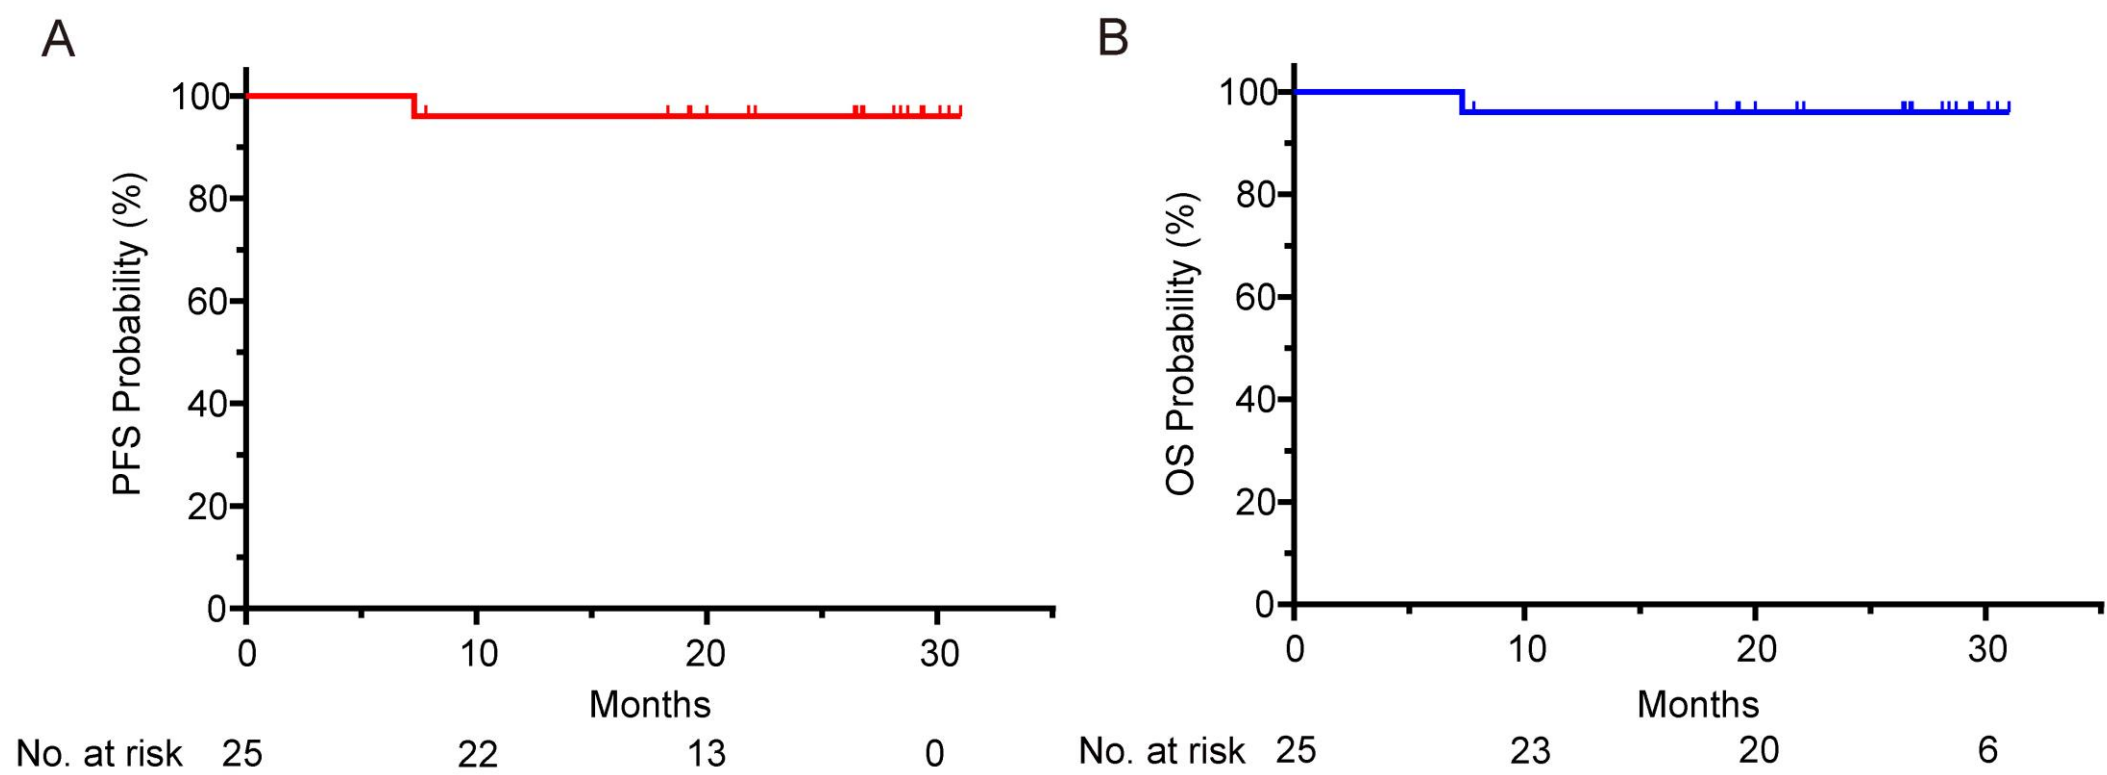 A
PFS Probability (%)
100
80
60
40
20
0
0 10 20 30
Months
No. at risk 25 22 13 0
B
OS Probability (%)
100
80
60
40
20
0
0 10 20 30
Months
No. at risk 25 23 20 6